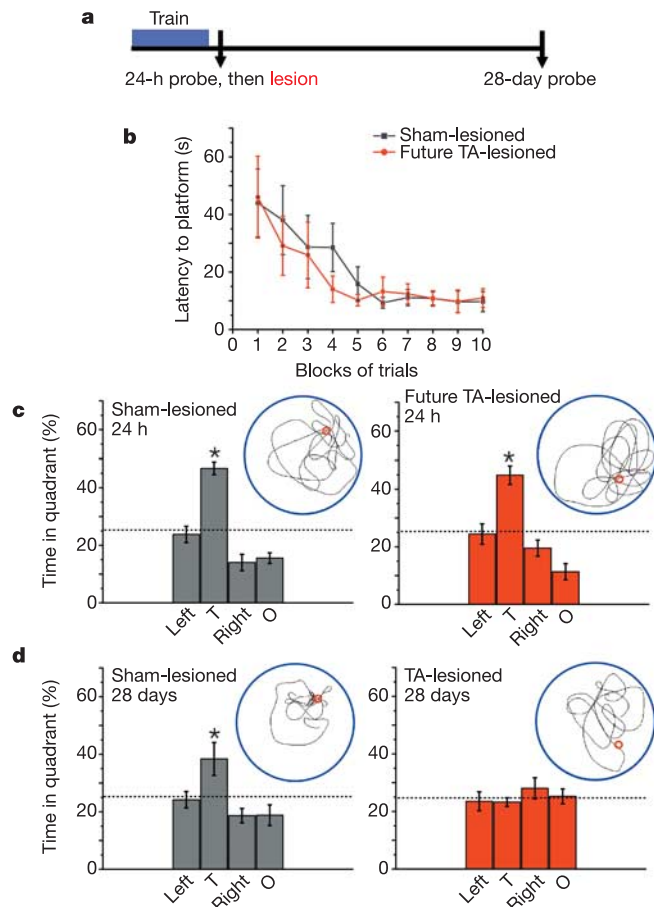 a
Train
24-h probe, then lesion
28-day probe
b
Sham-lesioned
Future TA-lesioned
Latency to platform (s)
60
40
20
0
0 1 2 3 4 5 6 7 8 9 10
Blocks of trials
c
Sham-lesioned
24 h
Time in quadrant (%)
60
40
20
0
*
Left T Right O
Future TA-lesioned
24 h
60
40
20
0
*
Left T Right O
d
Sham-lesioned
28 days
Time in quadrant (%)
60
40
20
0
*
Left T Right O
TA-lesioned
28 days
60
40
20
0
Left T Right O